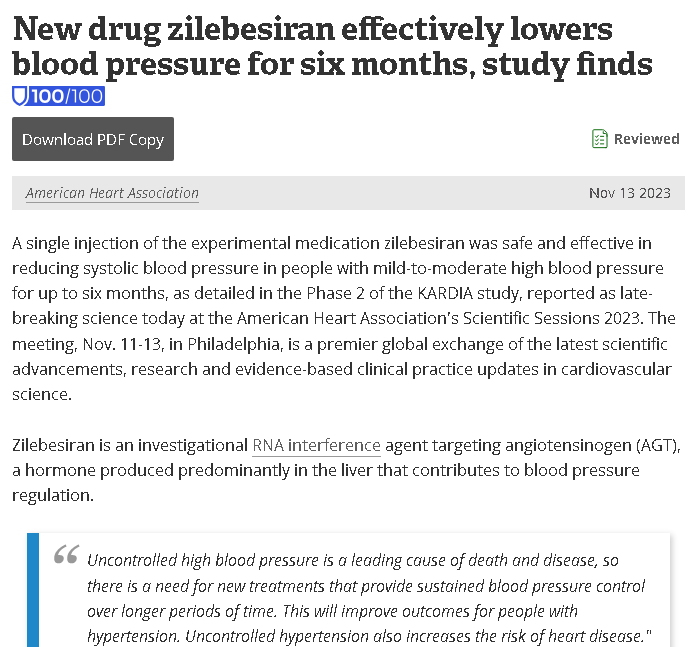 New drug zilebesiran effectively lowers
blood pressure for six months, study finds
100/100
Download PDF Copy
Reviewed
American Heart Association
Nov 13 2023
A single injection of the experimental medication zilebesiran was safe and effective in
reducing systolic blood pressure in people with mild-to-moderate high blood pressure
for up to six months, as detailed in the Phase 2 of the KARDIA study, reported as late-
breaking science today at the American Heart Association’s Scientific Sessions 2023. The
meeting, Nov. 11-13, in Philadelphia, is a premier global exchange of the latest scientific
advancements, research and evidence-based clinical practice updates in cardiovascular
science.
Zilebesiran is an investigational RNA interference agent targeting angiotensinogen (AGT),
a hormone produced predominantly in the liver that contributes to blood pressure
regulation.
“
Uncontrolled high blood pressure is a leading cause of death and disease, so
there is a need for new treatments that provide sustained blood pressure control
over longer periods of time. This will improve outcomes for people with
hypertension. Uncontrolled hypertension also increases the risk of heart disease."